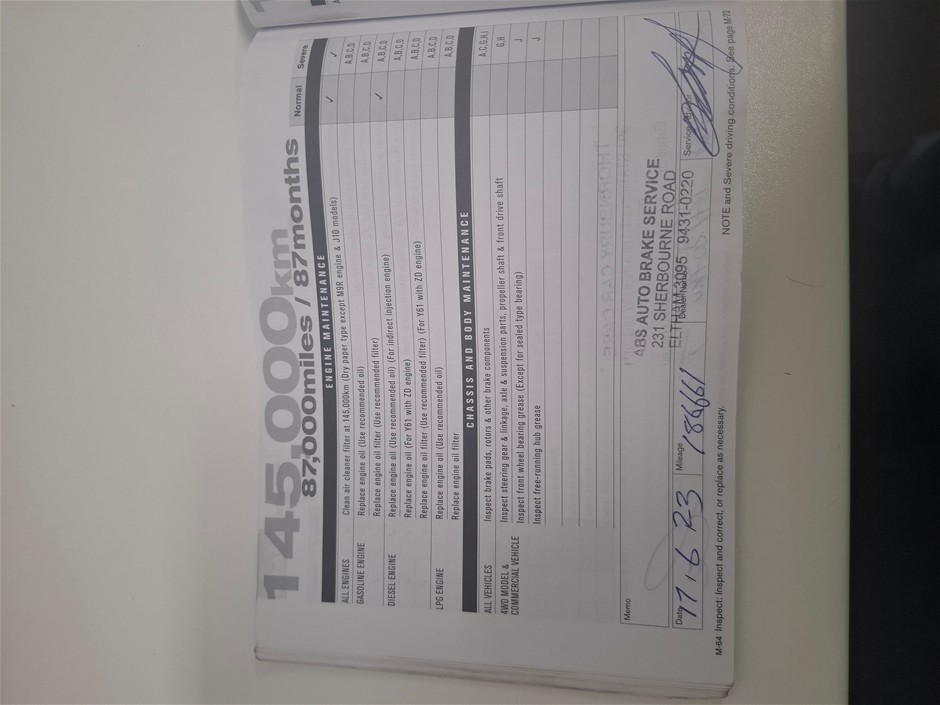 145,000km
87,000miles / 87months
Normal Severe
ENGINE MAINTENANCE
ALL ENGINES Clean air cleaner filter at 145,000km (Dry paper type except M9R engine & J10 models) ✓ ✓
GASOLINE ENGINE Replace engine oil (Use recommended oil) A,B,C,D
Replace engine oil filter (Use recommended filter) A,B,C,D
DIESEL ENGINE Replace engine oil (Use recommended oil) (For indirect injection engine) ✓ A,B,C,D
Replace engine oil (For Y61 with ZD engine) A,B,C,D
Replace engine oil filter (Use recommended filter) (For Y61 with ZD engine) A,B,C,D
LPG ENGINE Replace engine oil (Use recommended oil) A,B,C,D
Replace engine oil filter A,B,C,D
CHASSIS AND BODY MAINTENANCE
ALL VEHICLES Inspect brake pads, rotors & other brake components A,C,G,H,I
4WD MODEL & Inspect steering gear & linkage, axle & suspension parts, propeller shaft & front drive shaft G,H
COMMERCIAL VEHICLE Inspect front wheel bearing grease (Except for sealed type bearing) J
Inspect free-running hub grease J
Memo
ABS AUTO BRAKE SERVICE
231 SHERBOURNE ROAD
ELTHAM 3095 9431-0220
Date 17.6 23 Mileage 188661 Dealer name Service
M-64 Inspect: Inspect and correct, or replace as necessary.
NOTE and Severe driving conditions: See page M-72